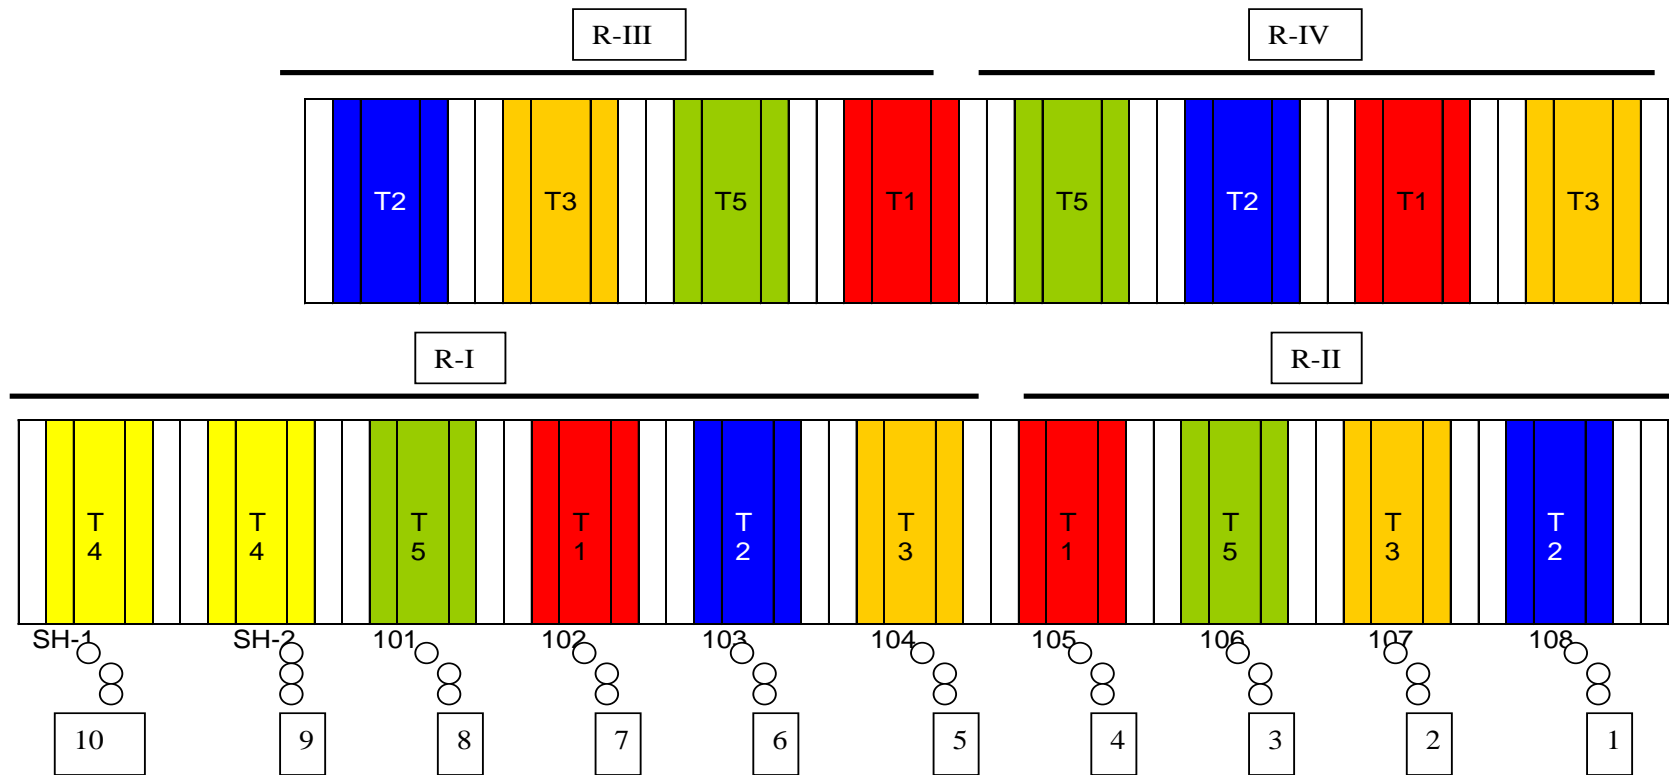 R-III R-IV
T2 T3 T5 T1 T5 T2 T1 T3
R-I R-II
T T T T T T T T T T
4 4 5 1 2 3 1 5 3 2
SH-1 SH-2 101 102 103 104 105 106 107 108
10 9 8 7 6 5 4 3 2 1